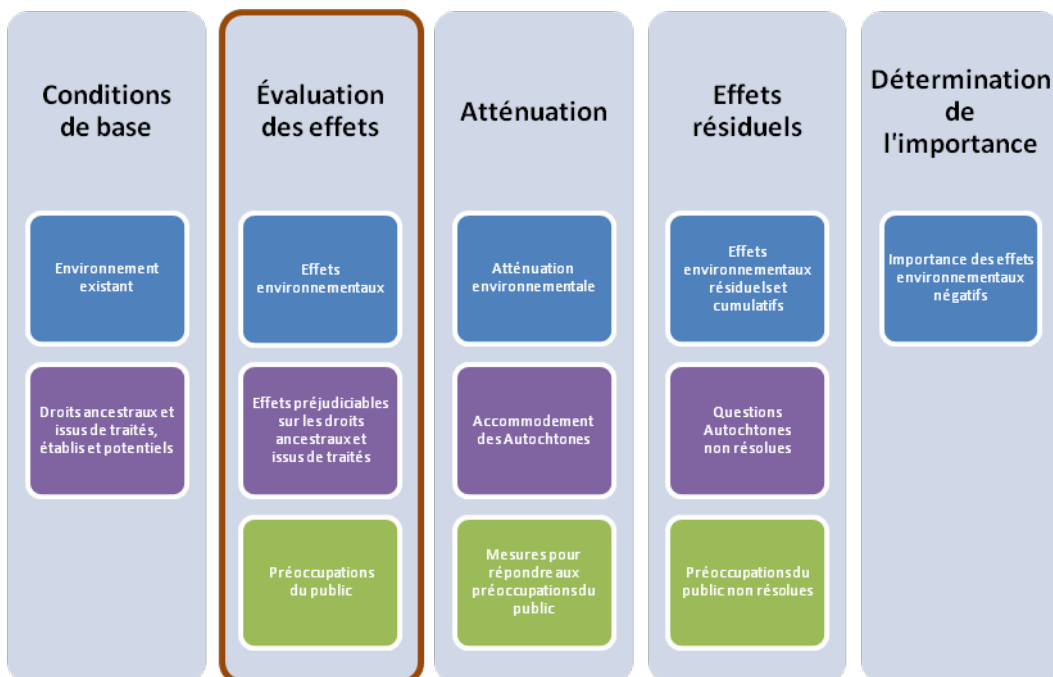 Conditions
de base
Environnement
existant
Droits ancestraux et
issus de traités,
établis et potentiels
Évaluation
des effets
Effets
environnementaux
Effets préjudiciables
sur les droits
ancestraux et
issus de traités
Préoccupations
du public
Atténuation
Atténuation
environnementale
Accommodement
des Autochtones
Mesures pour
répondre aux
préoccupations du
public
Effets
résiduels
Effets
environnementaux
résiduels et
cumulatifs
Questions
Autochtones
non résolues
Préoccupations du
public non résolues
Détermination
de
l'importance
Importance des effets
environnementaux
négatifs